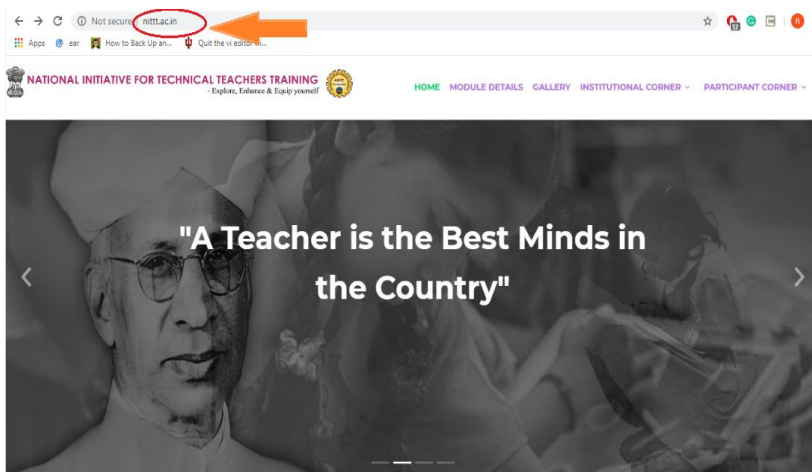 Not secure | nittt.ac.in
Apps ear How to Back Up an... Quit the vi editor
NATIONAL INITIATIVE FOR TECHNICAL TEACHERS TRAINING
- Explore, Enhance & Equip yourself
HOME MODULE DETAILS GALLERY INSTITUTIONAL CORNER PARTICIPANT CORNER
"A Teacher is the Best Minds in
the Country"